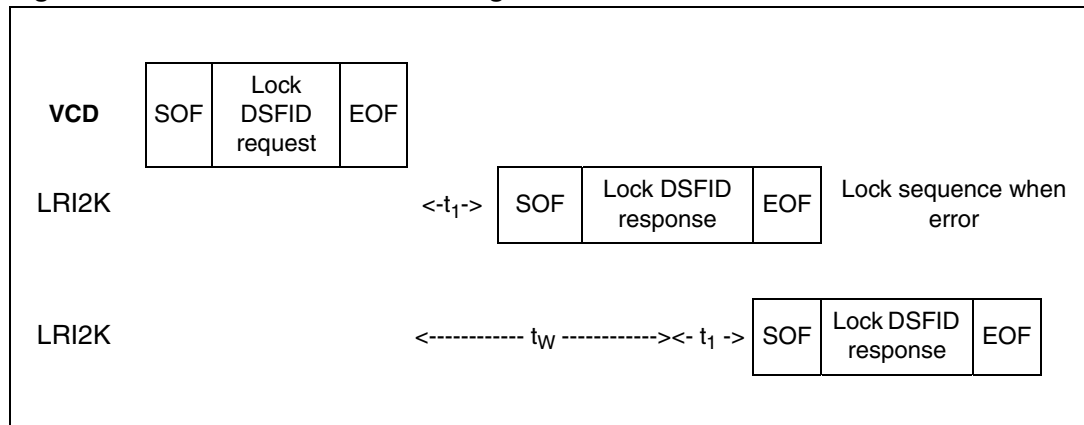 VCD
SOF
Lock
DSFID
request
EOF
LRI2K
<-t1->
SOF
Lock DSFID
response
EOF
Lock sequence when
error
LRI2K
<------------ tW ------------><- t1 ->
SOF
Lock DSFID
response
EOF